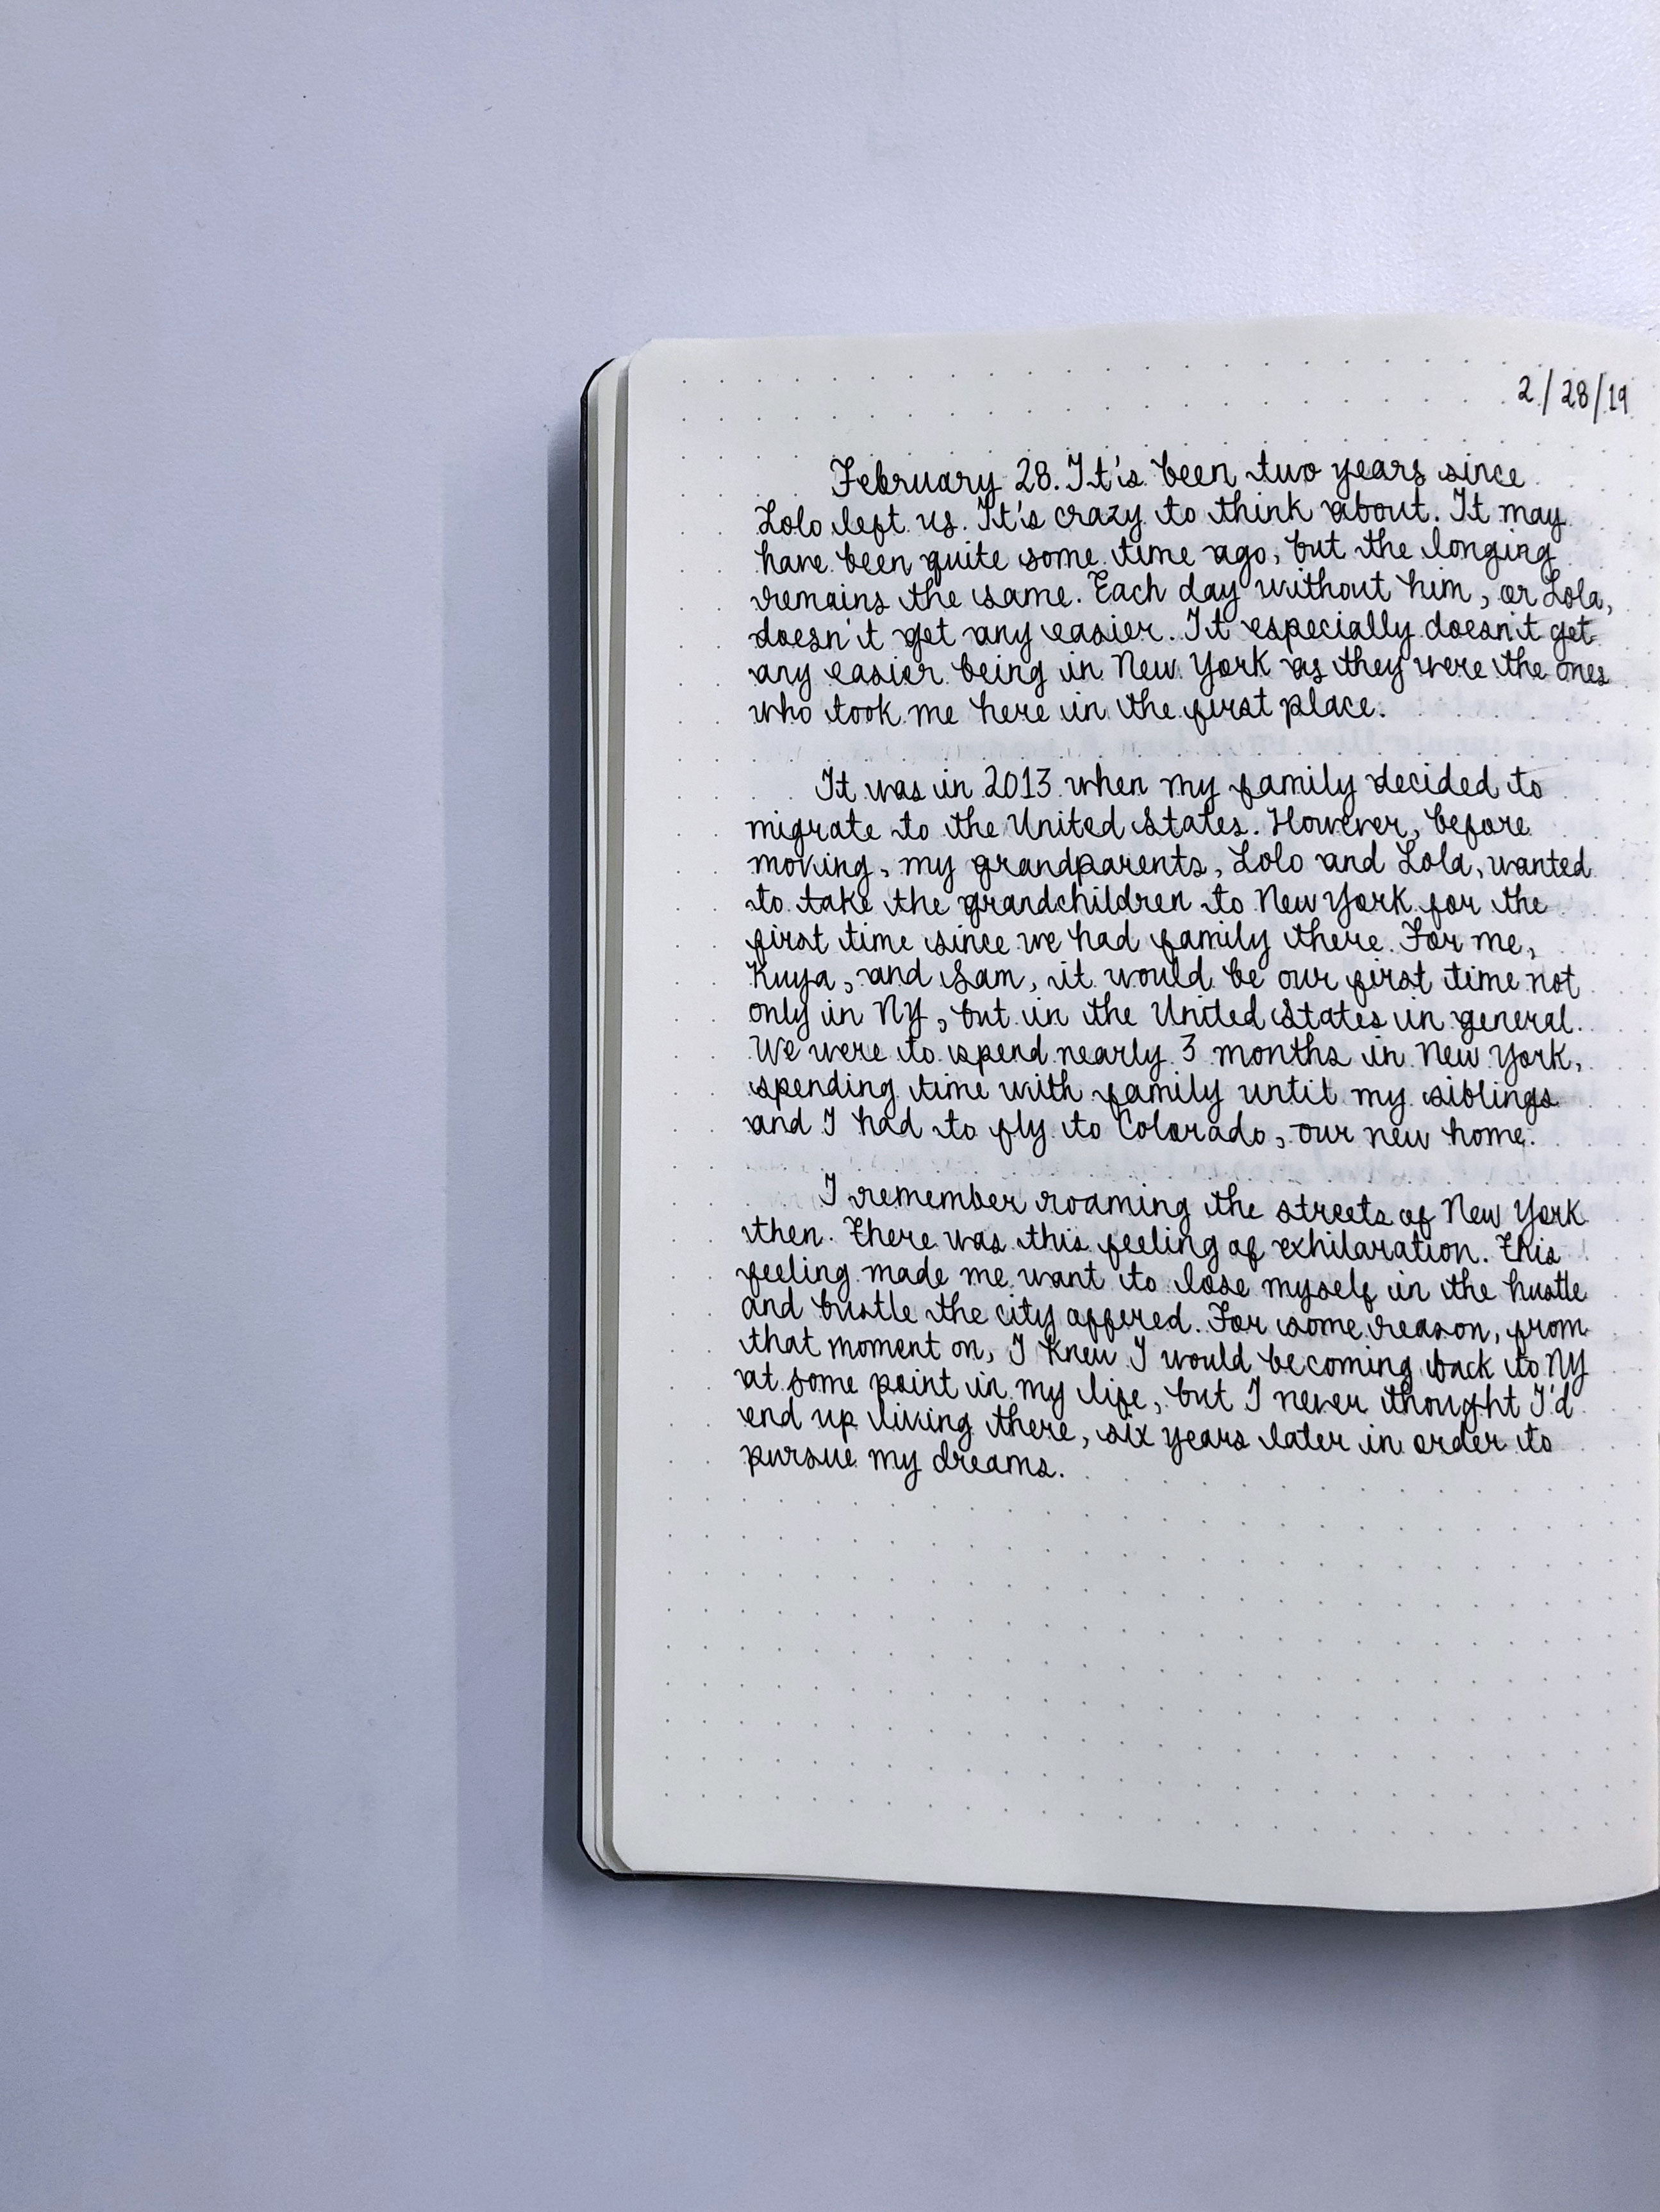 2/28/19
February 28. It's been two years since
Lolo left us. It's crazy to think about. It may
have been quite some time ago, but the longing
remains the same. Each day without him, or Lola,
doesn't get any easier. It especially doesn't get
any easier being in New York as they were the ones
who took me here in the first place.
It was in 2013 when my family decided to
migrate to the United States. However, before
moving, my grandparents, Lolo and Lola, wanted
to take the grandchildren to New York for the
first time since we had family there. For me,
Kuya, and Sam, it would be our first time not
only in NY, but in the United States in general.
We were to spend nearly 3 months in New York,
spending time with family until my siblings
and I had to fly to Colorado, our new home.
I remember roaming the streets of New York
then. There was this feeling of exhilaration. This
feeling made me want to lose myself in the hustle
and bustle the city offered. For some reason, from
that moment on, I knew I would be coming back to NY
at some point in my life, but I never thought I'd
end up living there, six years later in order to
pursue my dreams.